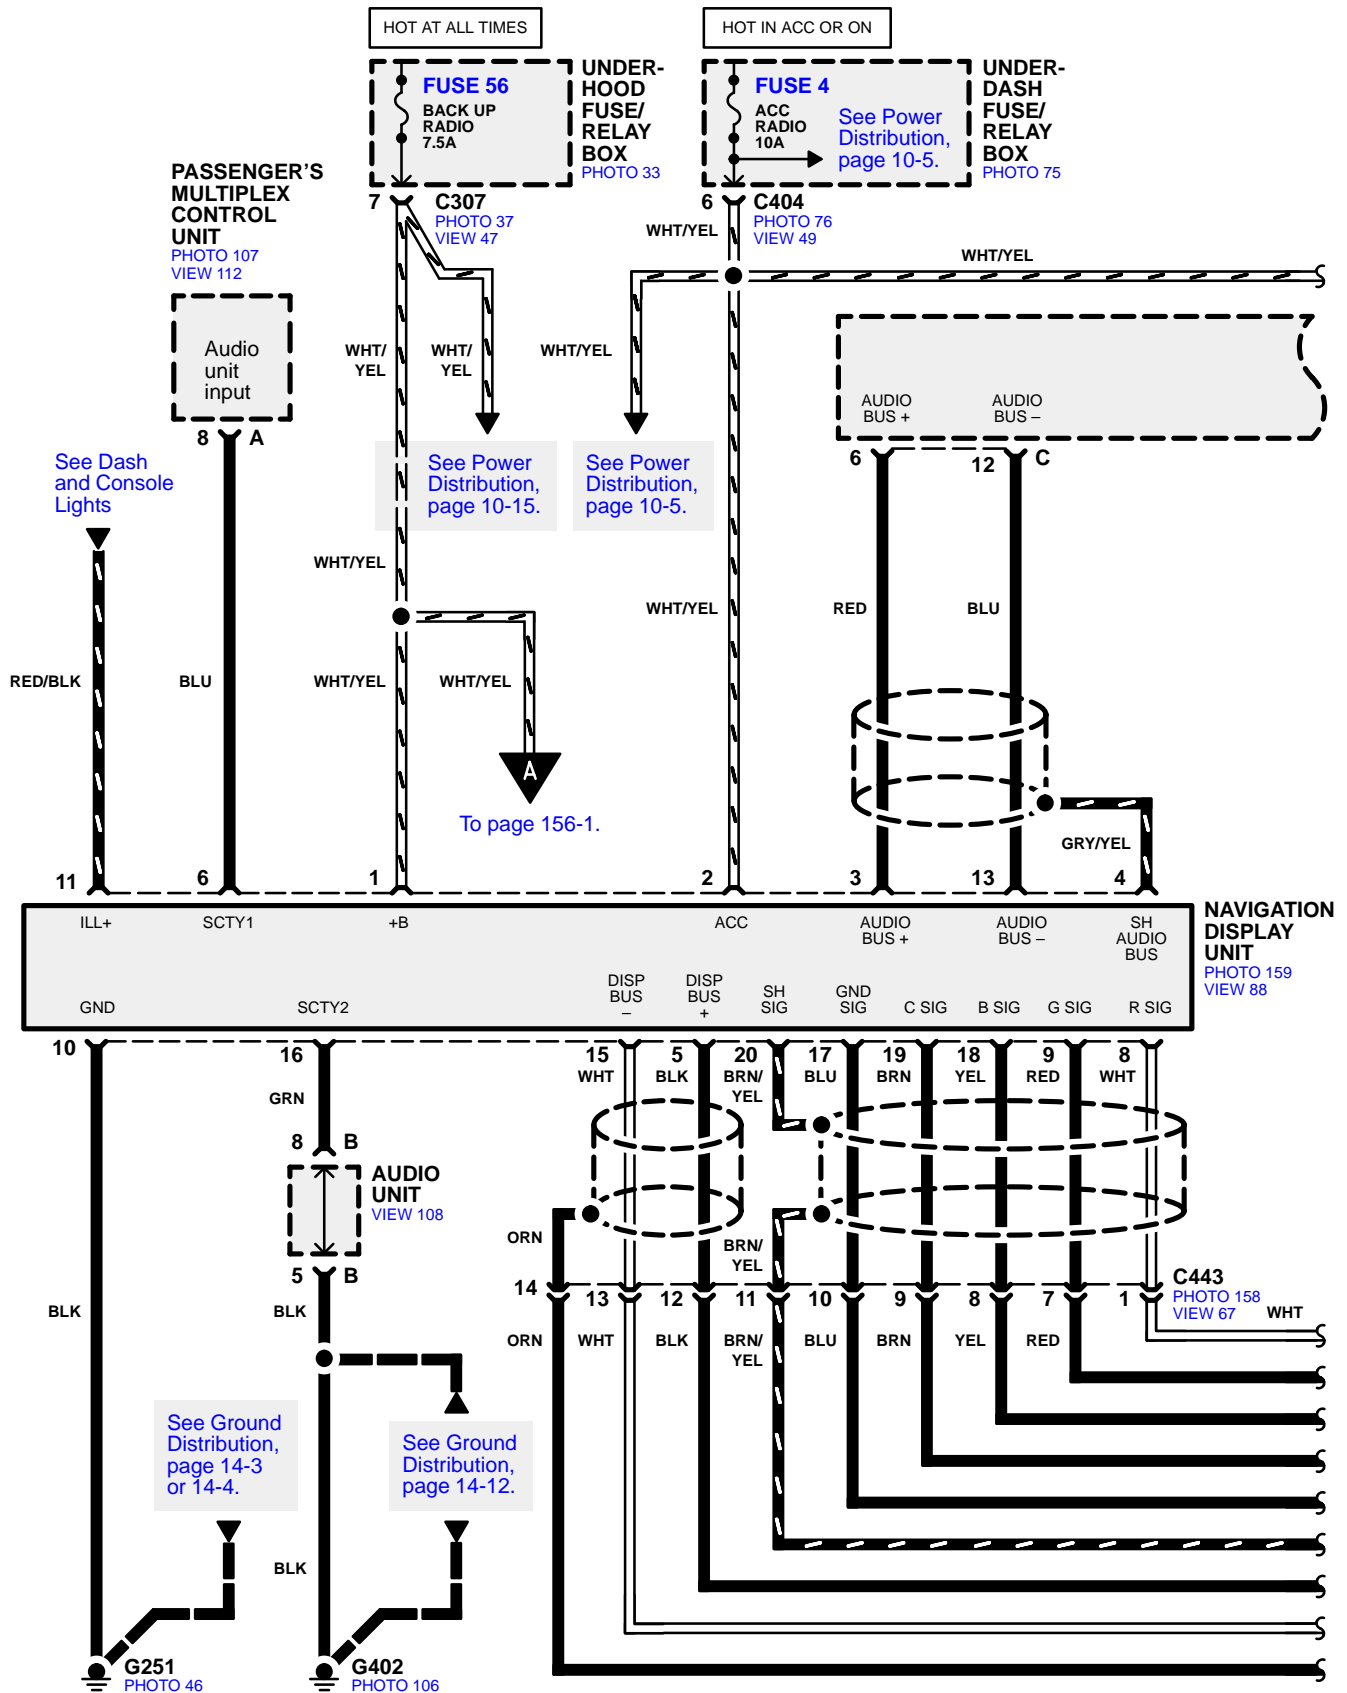 HOT AT ALL TIMES
HOT IN ACC OR ON
FUSE 56
BACK UP
RADIO
7.5A
UNDER-
HOOD
FUSE/
RELAY
BOX
PHOTO 33
FUSE 4
ACC
RADIO
10A
See Power
Distribution,
page 10-5.
UNDER-
DASH
FUSE/
RELAY
BOX
PHOTO 75
PASSENGER'S
MULTIPLEX
CONTROL
UNIT
PHOTO 107
VIEW 112
7
C307
PHOTO 37
VIEW 47
6
C404
PHOTO 76
VIEW 49
WHT/YEL
WHT/YEL
Audio
unit
input
WHT/
YEL
WHT/
YEL
WHT/YEL
AUDIO
BUS +
AUDIO
BUS –
8 A
6
12
C
See Dash
and Console
Lights
See Power
Distribution,
page 10-15.
See Power
Distribution,
page 10-5.
WHT/YEL
WHT/YEL
RED
BLU
RED/BLK
BLU
WHT/YEL
WHT/YEL
A
To page 156-1.
GRY/YEL
11
6
1
2
3
13
4
ILL+
SCTY1
+B
ACC
AUDIO
BUS +
AUDIO
BUS –
SH
AUDIO
BUS
NAVIGATION
DISPLAY
UNIT
PHOTO 159
VIEW 88
GND
SCTY2
DISP
BUS
–
DISP
BUS
+
SH
SIG
GND
SIG
C SIG
B SIG
G SIG
R SIG
10
16
15
5
20
17
19
18
9
8
WHT
BLK
BRN/
YEL
BLU
BRN
YEL
RED
WHT
GRN
8 B
AUDIO
UNIT
VIEW 108
5 B
ORN
BRN/
YEL
14
13
12
11
10
9
8
7
1
C443
PHOTO 158
VIEW 67
WHT
BLK
BLK
ORN
WHT
BLK
BRN/
YEL
BLU
BRN
YEL
RED
See Ground
Distribution,
page 14-3
or 14-4.
See Ground
Distribution,
page 14-12.
BLK
G251
PHOTO 46
G402
PHOTO 106